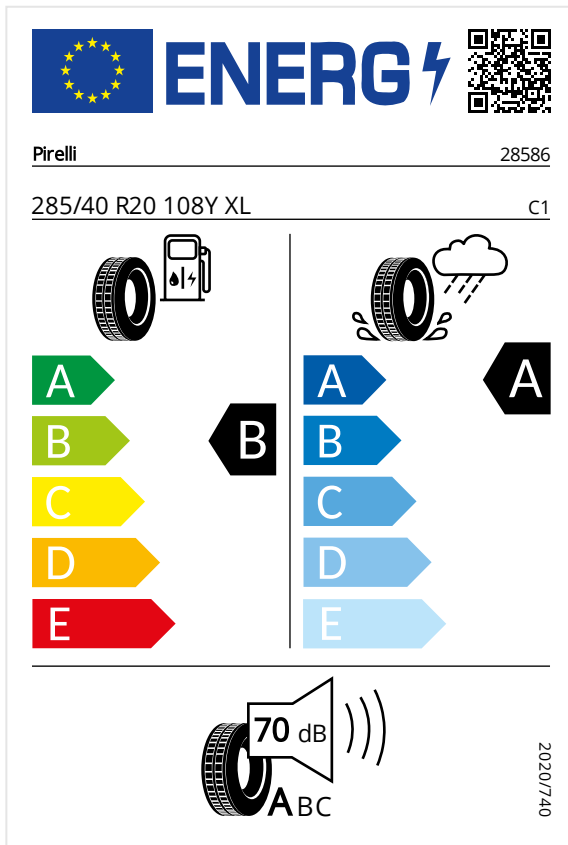 ENERG
Pirelli 28586
285/40 R20 108Y XL C1
A
B
C
D
E
B
A
B
C
D
E
A
70 dB
ABC
2020/740